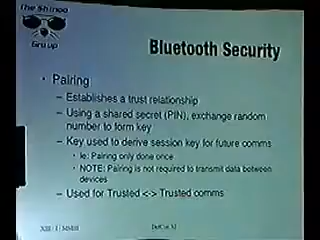 The Shmoo
Group
Bluetooth Security
• Pairing
– Establishes a trust relationship
– Using a shared secret (PIN), exchange random
number to form key
– Key used to derive session key for future comms
• Ie: Pairing only done once
• NOTE: Pairing is not required to transmit data between
devices
– Used for Trusted <-> Trusted comms